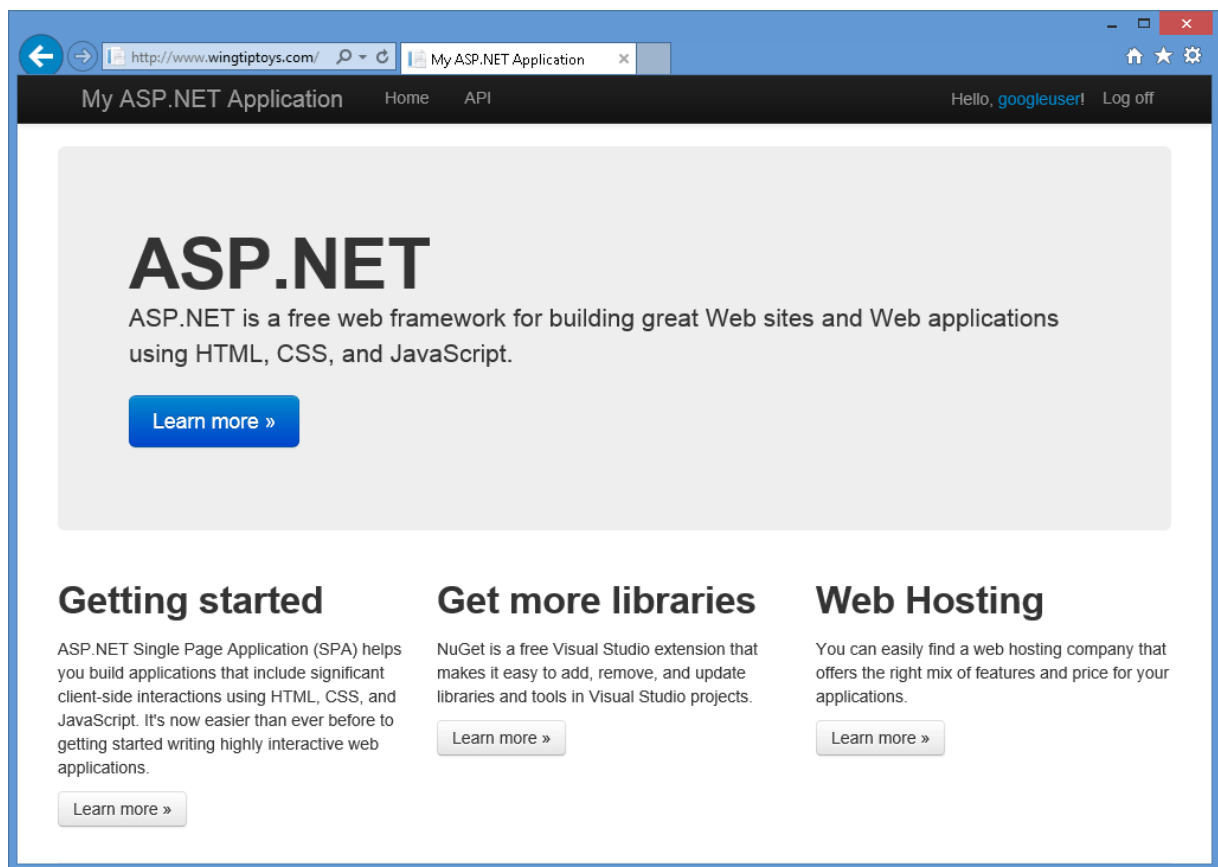 http://www.wingtiptoys.com/
My ASP.NET Application
My ASP.NET Application
Home
API
Hello, googleuser!
Log off
ASP.NET
ASP.NET is a free web framework for building great Web sites and Web applications
using HTML, CSS, and JavaScript.
Learn more »
Getting started
ASP.NET Single Page Application (SPA) helps
you build applications that include significant
client-side interactions using HTML, CSS, and
JavaScript. It's now easier than ever before to
getting started writing highly interactive web
applications.
Learn more »
Get more libraries
NuGet is a free Visual Studio extension that
makes it easy to add, remove, and update
libraries and tools in Visual Studio projects.
Learn more »
Web Hosting
You can easily find a web hosting company that
offers the right mix of features and price for your
applications.
Learn more »